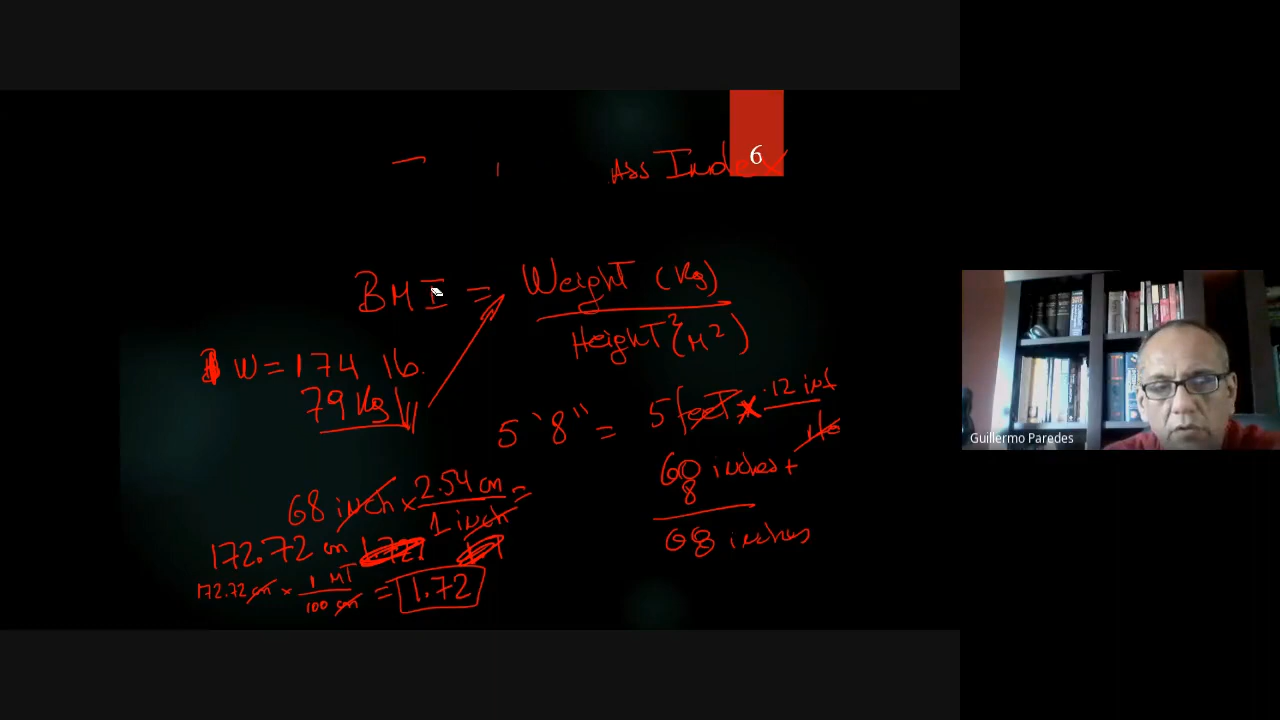 6
ASS Index
BMI = Weight (Kg)
Height² (M²)
W = 174 lb.
79 Kg
5'8" = 5 feet x 12 in
60 inches +
8
68 inches
68 inch x 2.54 cm =
1 inch
172.72 cm
172.72 cm x 1 MT = 1.72
100 cm
Guillermo Paredes